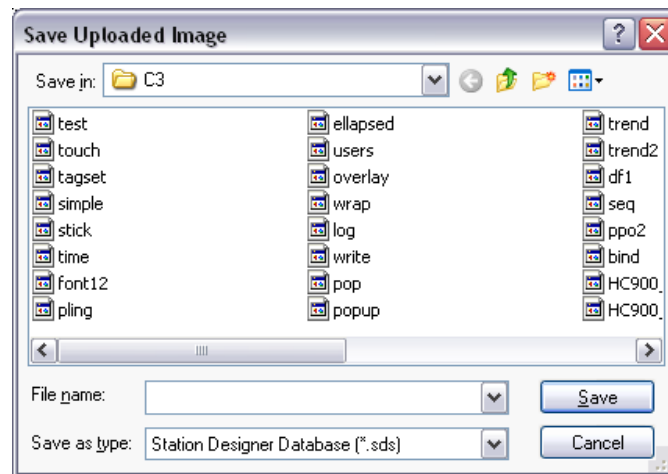 Save Uploaded Image
Save in: C3
test ellapsed trend
touch users trend2
tagset overlay df1
simple wrap seq
stick log ppo2
time write bind
font12 pop HC900_
pling popup HC900_
File name: Save
Save as type: Station Designer Database (*.sds) Cancel